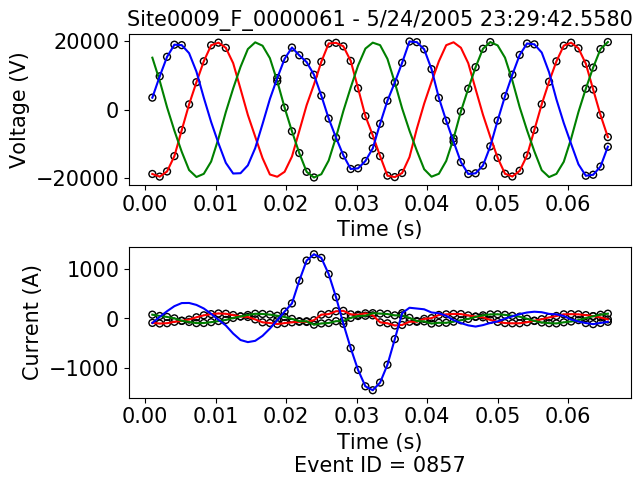 Site0009_F_0000061 - 5/24/2005 23:29:42.5580
20000
0
−20000
Voltage (V)
0.00 0.01 0.02 0.03 0.04 0.05 0.06
Time (s)
1000
0
−1000
Current (A)
0.00 0.01 0.02 0.03 0.04 0.05 0.06
Time (s)
Event ID = 0857